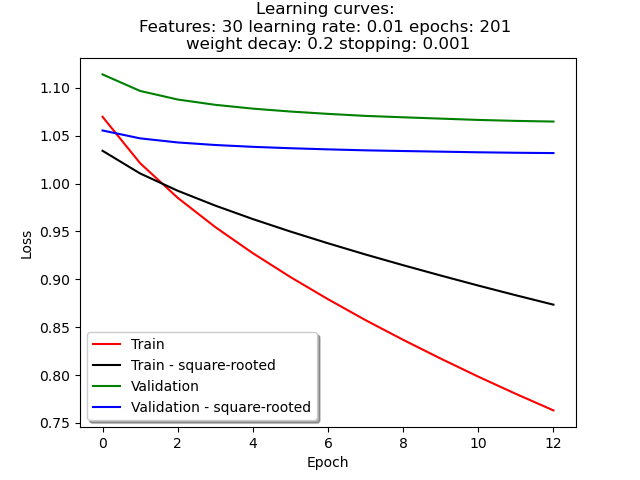 Learning curves:
Features: 30 learning rate: 0.01 epochs: 201
weight decay: 0.2 stopping: 0.001
1.10
1.05
1.00
0.95
0.90
0.85
0.80
0.75
Loss
Train
Train - square-rooted
Validation
Validation - square-rooted
0 2 4 6 8 10 12
Epoch